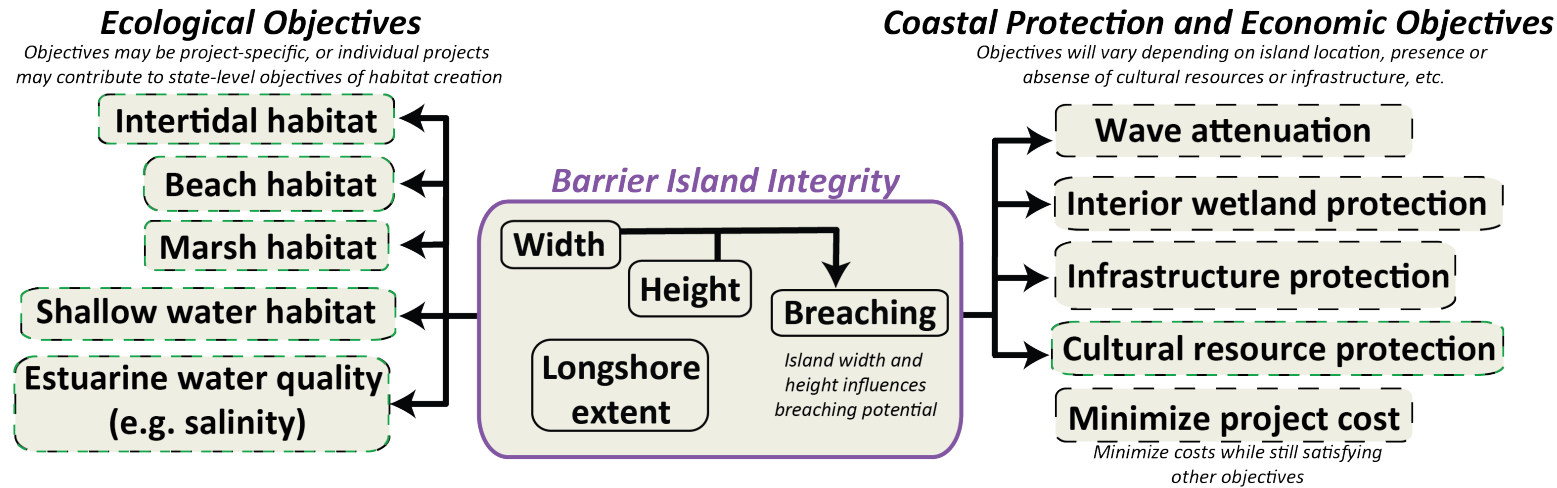 Ecological Objectives
Objectives may be project-specific, or individual projects
may contribute to state-level objectives of habitat creation
Intertidal habitat
Beach habitat
Marsh habitat
Shallow water habitat
Estuarine water quality
(e.g. salinity)
Barrier Island Integrity
Width
Height
Breaching
Island width and
height influences
breaching potential
Longshore
extent
Coastal Protection and Economic Objectives
Objectives will vary depending on island location, presence or
absense of cultural resources or infrastructure, etc.
Wave attenuation
Interior wetland protection
Infrastructure protection
Cultural resource protection
Minimize project cost
Minimize costs while still satisfying
other objectives